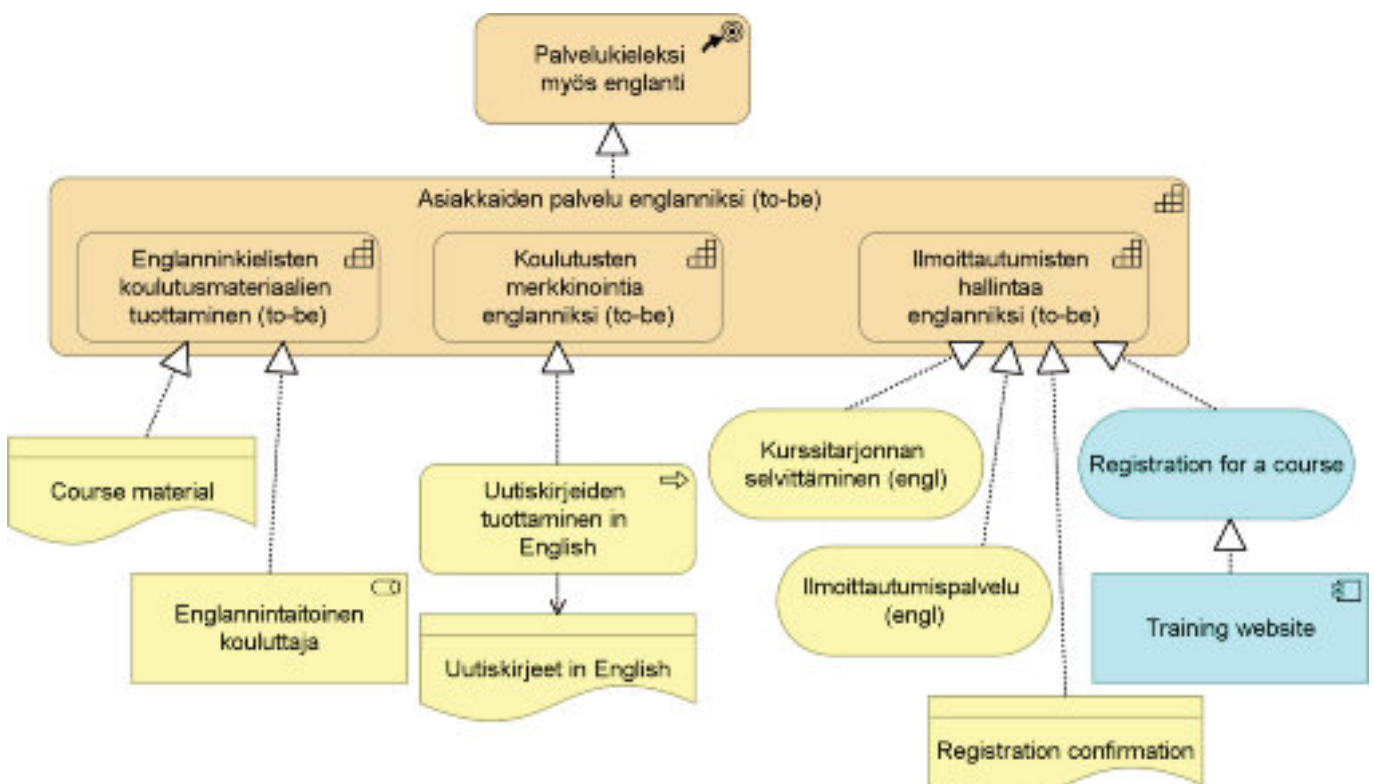 Palvelukieleksi
myös englanti
Asiakkaiden palvelu englanniksi (to-be)
Englanninkielisten
koulutusmateriaalien
tuottaminen (to-be)
Koulutusten
merkkinointia
englanniksi (to-be)
Ilmoittautumisten
hallintaa
englanniksi (to-be)
Course material
Englannintaitoinen
kouluttaja
Uutiskirjeiden
tuottaminen in
English
Uutiskirjeet in English
Kurssitarjonnan
selvittäminen (engl)
Ilmoittautumispalvelu
(engl)
Registration confirmation
Registration for a course
Training website